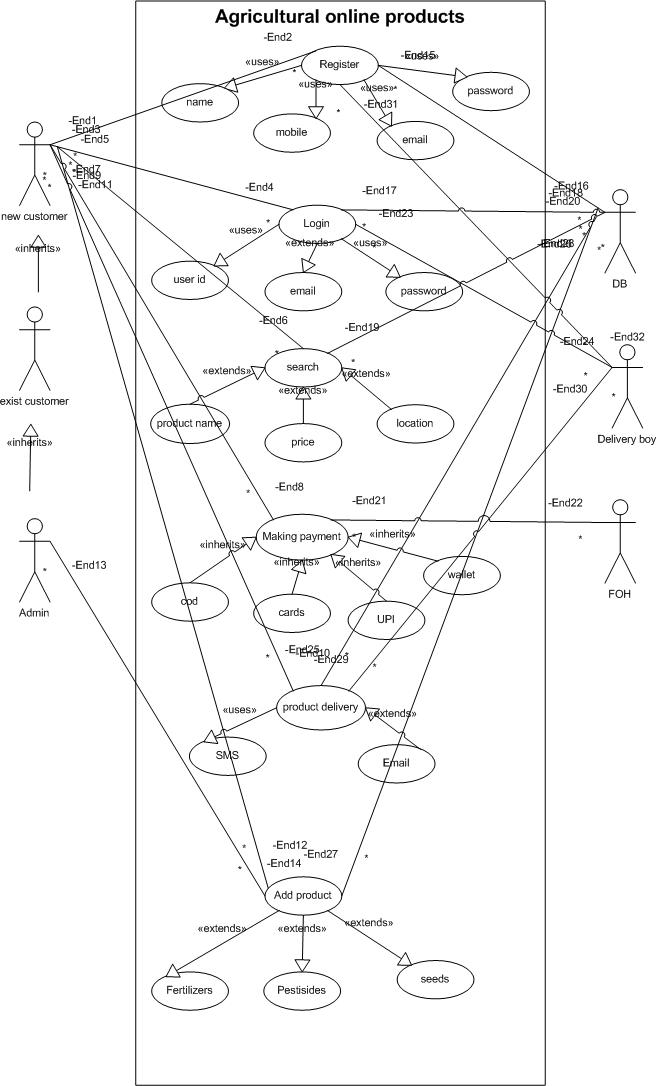 Agricultural online products
-End2
-End15
«uses»
«uses»
Register
*
name
«uses»
«uses»
*
password
-End31
*
mobile
email
-End1
-End3
-End5
*
*
-End7
-End9
-End11
*
*
*
new customer
-End4
-End17
-End23
-End16
-End18
-End20
DB
*
*
*
**
Login
*
*
«uses»
«extends»
«uses»
user id
email
password
«inherits»
-End6
-End19
-End24
-End32
*
search
*
*
«extends»
«extends»
«extends»
-End30
*
exist customer
product name
price
location
Delivery boy
«inherits»
-End8
*
-End21
-End22
Making payment
*
«inherits»
*
«inherits»
«inherits»
«inherits»
FOH
Admin
*
-End13
cod
cards
UPI
wallet
-End25
-End10
-End29
*
*
*
product delivery
«uses»
«extends»
SMS
Email
-End12
-End27
-End14
*
*
*
Add product
«extends»
«extends»
«extends»
Fertilizers
Pestisides
seeds